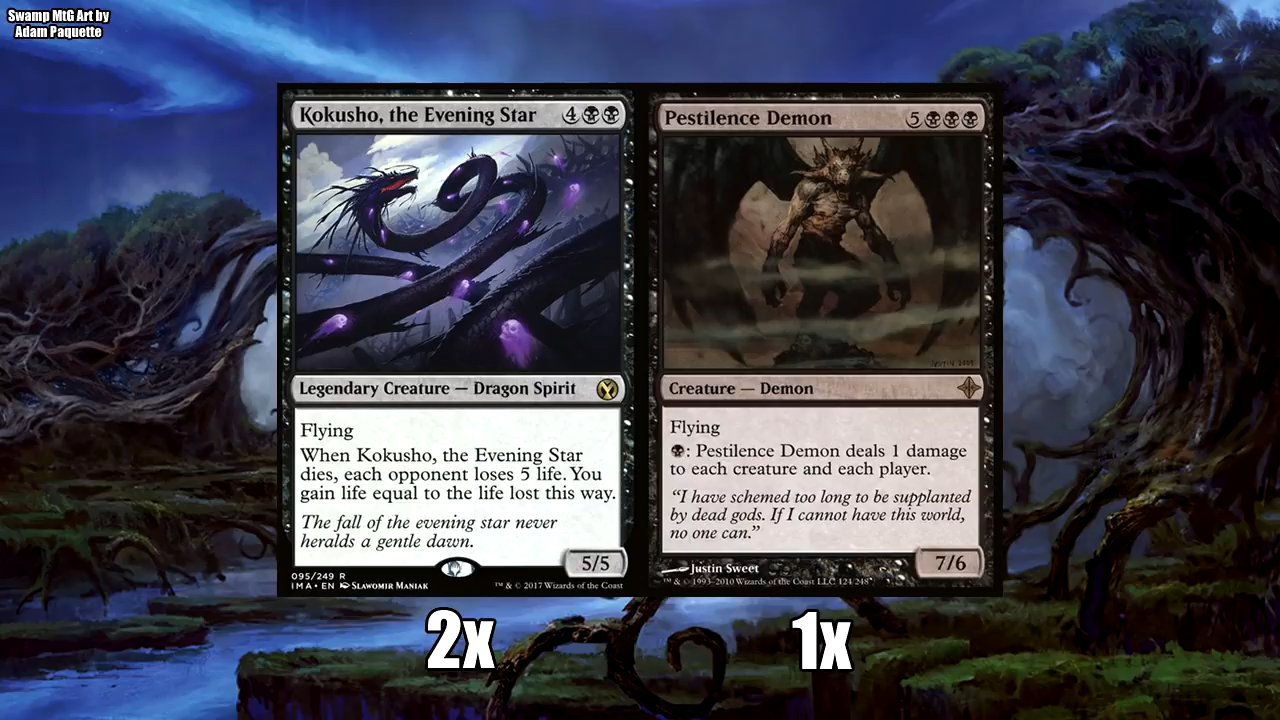 Swamp MtG Art by
Adam Paquette
Kokusho, the Evening Star 4
Legendary Creature — Dragon Spirit
Flying
When Kokusho, the Evening Star
dies, each opponent loses 5 life. You
gain life equal to the life lost this way.
The fall of the evening star never
heralds a gentle dawn.
5/5
095/249 R
IMA • EN Slawomir Maniak
™ & © 2017 Wizards of the Coast
2x
Pestilence Demon 5
Creature — Demon
Flying
: Pestilence Demon deals 1 damage
to each creature and each player.
“I have schemed too long to be supplanted
by dead gods. If I cannot have this world,
no one can.”
7/6
Justin Sweet
™ & © 1993–2010 Wizards of the Coast LLC 124/248
1x